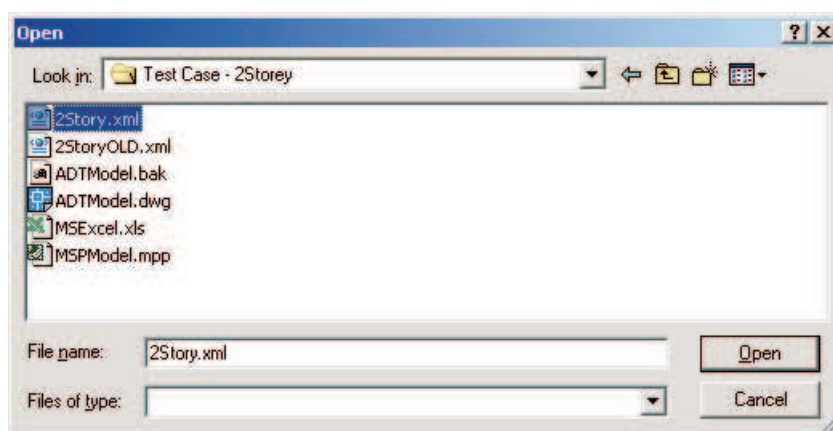 Open
Look in: Test Case - 2Storey
2Story.xml
2StoryOLD.xml
ADTModel.bak
ADTModel.dwg
MSExcel.xls
MSPModel.mpp
File name: 2Story.xml Open
Files of type: Cancel